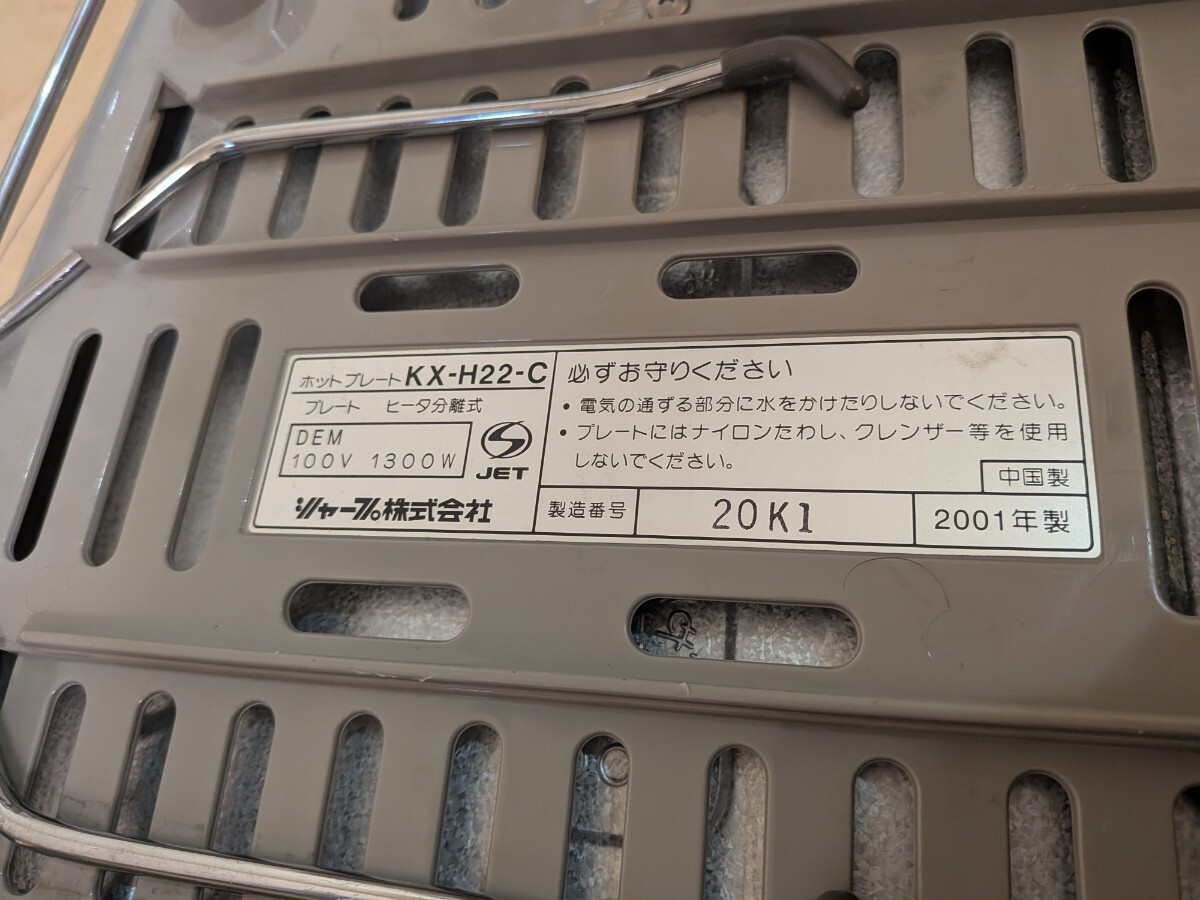 ホットプレート KX-H22-C
プレート ヒータ分離式
DEM
100V 1300W
JET
シャープ株式会社
必ずお守りください
・電気の通ずる部分に水をかけたりしないでください。
・プレートにはナイロンたわし、クレンザー等を使用
しないでください。
中国製
製造番号 20K1 2001年製